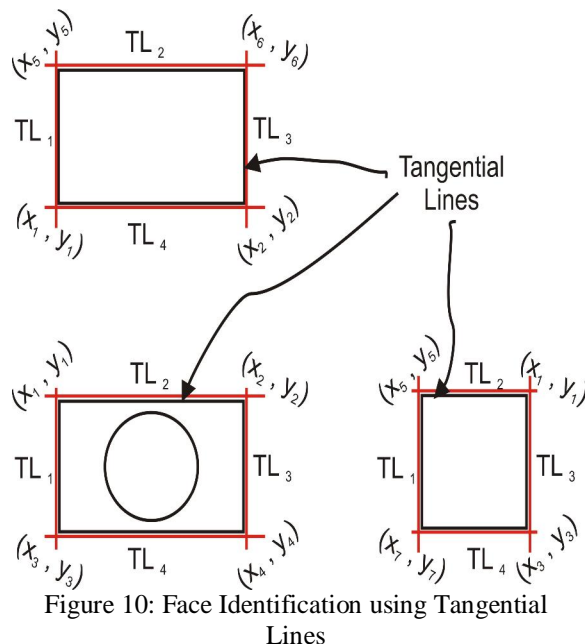 (x₅ , y₅)
TL ₂
(x₆ , y₆)
TL ₁
TL ₃
(x₁ , y₁)
TL ₄
(x₂ , y₂)
Tangential
Lines
(x₁ , y₁)
TL ₂
(x₂ , y₂)
TL ₁
TL ₃
(x₃ , y₃)
TL ₄
(x₄ , y₄)
(x₅ , y₅)
TL ₂
(x₁ , y₁)
TL ₁
TL ₃
(x₇ , y₇)
TL ₄
(x₃ , y₃)
Figure 10: Face Identification using Tangential
Lines